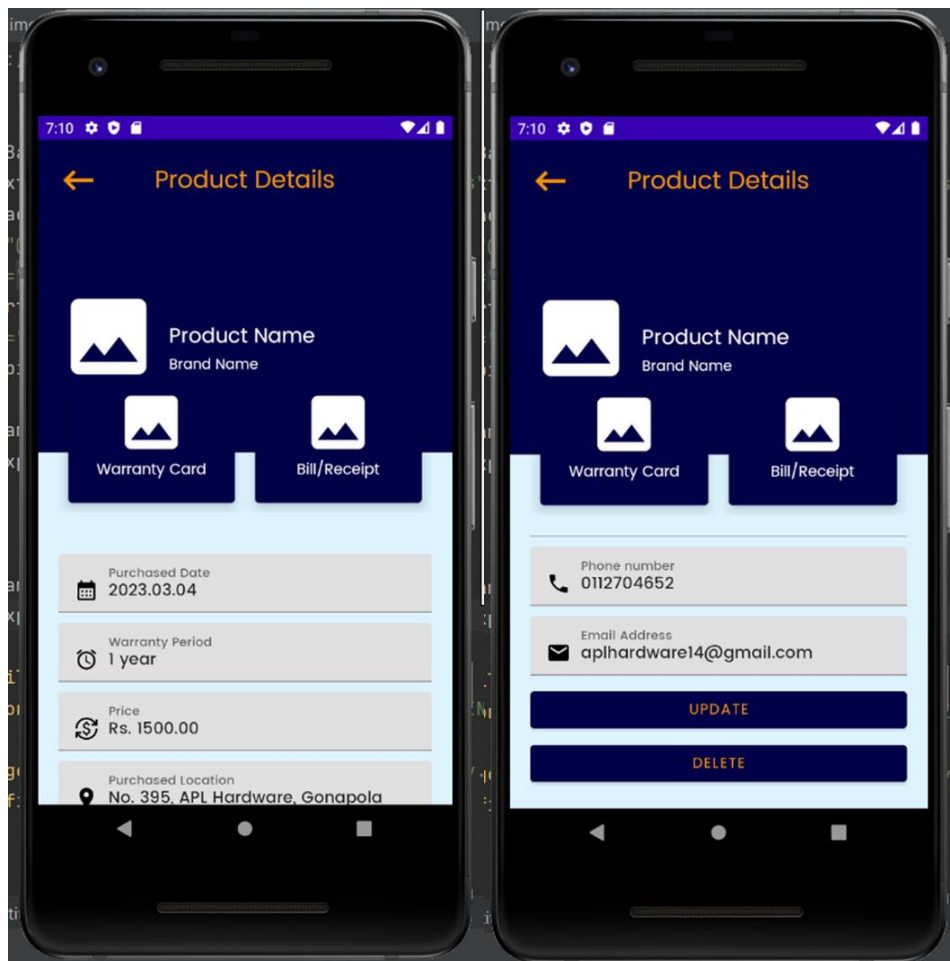 7:10
Product Details
Product Name
Brand Name
Warranty Card
Bill/Receipt
Purchased Date
2023.03.04
Warranty Period
1 year
Price
Rs. 1500.00
Purchased Location
No. 395, APL Hardware, Gonapola
7:10
Product Details
Product Name
Brand Name
Warranty Card
Bill/Receipt
Phone number
0112704652
Email Address
aplhardware14@gmail.com
UPDATE
DELETE